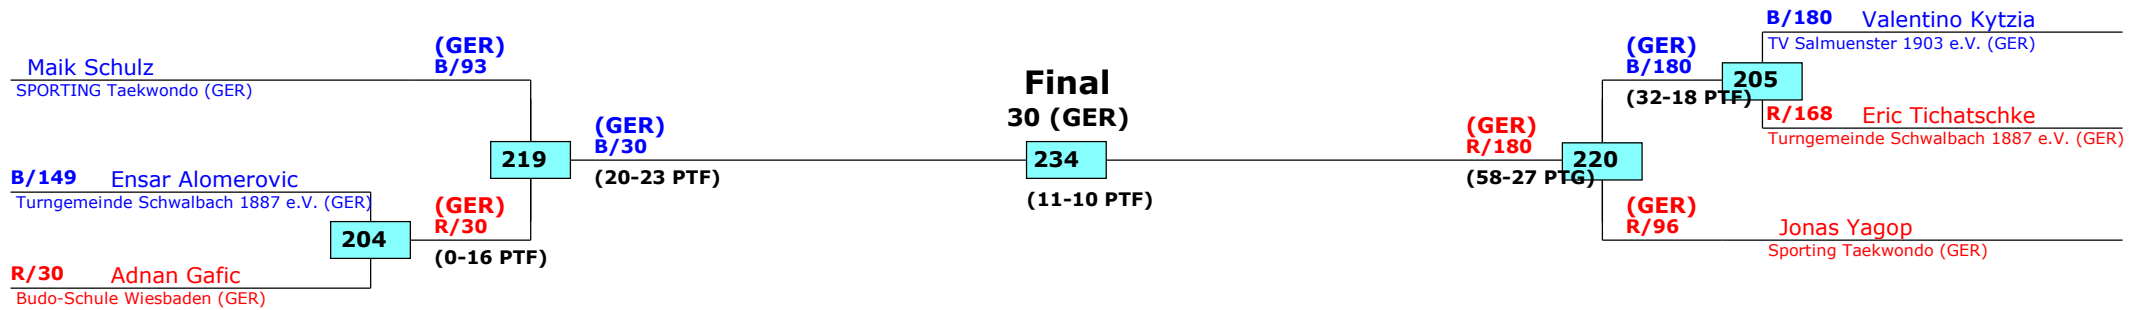 (GER)
B/93
Maik Schulz
SPORTING Taekwondo (GER)
219
(GER)
B/30
(20-23 PTF)
B/149 Ensar Alomerovic
Turngemeinde Schwalbach 1887 e.V. (GER)
204
(GER)
R/30
(0-16 PTF)
R/30 Adnan Gafic
Budo-Schule Wiesbaden (GER)
Final
30 (GER)
234
(11-10 PTF)
B/180 Valentino Kytzia
TV Salmuenster 1903 e.V. (GER)
(GER)
B/180
205
(32-18 PTF)
R/168 Eric Tichatschke
Turngemeinde Schwalbach 1887 e.V. (GER)
(GER)
R/180
220
(58-27 PTG)
(GER)
R/96
Jonas Yagop
Sporting Taekwondo (GER)